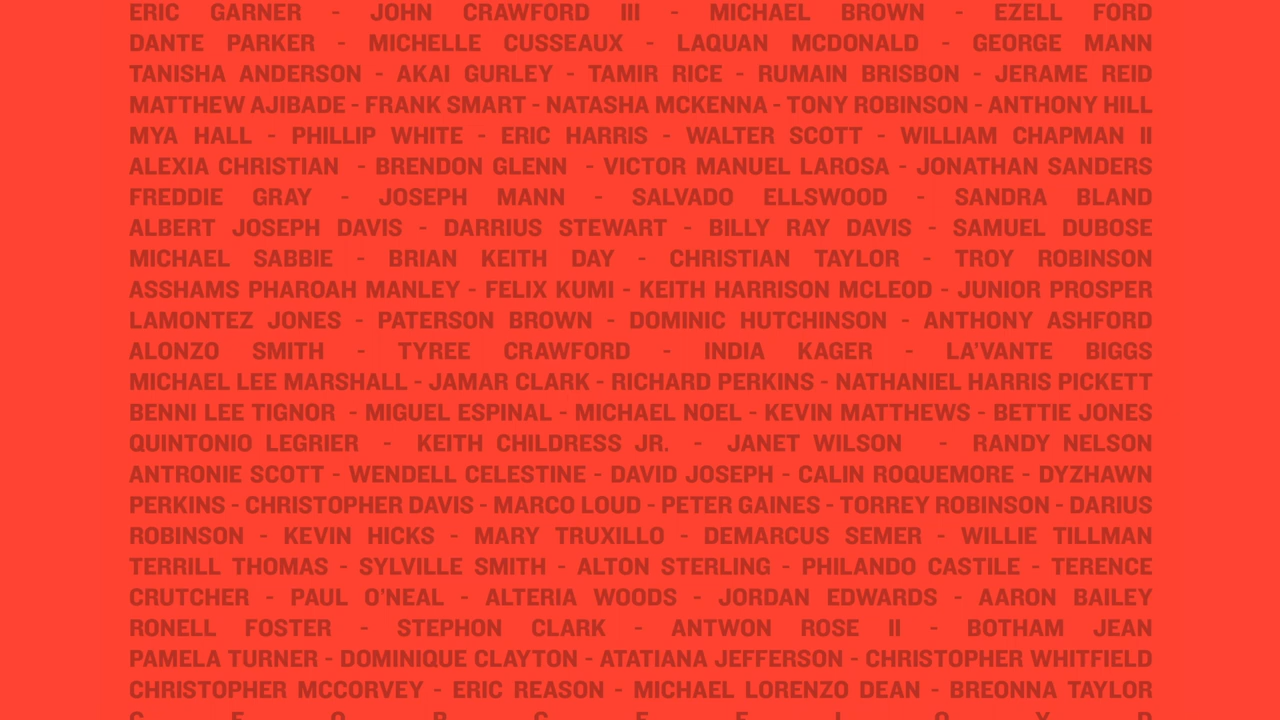 ERIC GARNER - JOHN CRAWFORD III - MICHAEL BROWN - EZELL FORD
DANTE PARKER - MICHELLE CUSSEAUX - LAQUAN MCDONALD - GEORGE MANN
TANISHA ANDERSON - AKAI GURLEY - TAMIR RICE - RUMAIN BRISBON - JERAME REID
MATTHEW AJIBADE - FRANK SMART - NATASHA MCKENNA - TONY ROBINSON - ANTHONY HILL
MYA HALL - PHILLIP WHITE - ERIC HARRIS - WALTER SCOTT - WILLIAM CHAPMAN II
ALEXIA CHRISTIAN - BRENDON GLENN - VICTOR MANUEL LAROSA - JONATHAN SANDERS
FREDDIE GRAY - JOSEPH MANN - SALVADO ELLSWOOD - SANDRA BLAND
ALBERT JOSEPH DAVIS - DARRIUS STEWART - BILLY RAY DAVIS - SAMUEL DUBOSE
MICHAEL SABBIE - BRIAN KEITH DAY - CHRISTIAN TAYLOR - TROY ROBINSON
ASSHAMS PHAROAH MANLEY - FELIX KUMI - KEITH HARRISON MCLEOD - JUNIOR PROSPER
LAMONTEZ JONES - PATERSON BROWN - DOMINIC HUTCHINSON - ANTHONY ASHFORD
ALONZO SMITH - TYREE CRAWFORD - INDIA KAGER - LA'VANTE BIGGS
MICHAEL LEE MARSHALL - JAMAR CLARK - RICHARD PERKINS - NATHANIEL HARRIS PICKETT
BENNI LEE TIGNOR - MIGUEL ESPINAL - MICHAEL NOEL - KEVIN MATTHEWS - BETTIE JONES
QUINTONIO LEGRIER - KEITH CHILDRESS JR. - JANET WILSON - RANDY NELSON
ANTRONIE SCOTT - WENDELL CELESTINE - DAVID JOSEPH - CALIN ROQUEMORE - DYZHAWN
PERKINS - CHRISTOPHER DAVIS - MARCO LOUD - PETER GAINES - TORREY ROBINSON - DARIUS
ROBINSON - KEVIN HICKS - MARY TRUXILLO - DEMARCUS SEMER - WILLIE TILLMAN
TERRILL THOMAS - SYLVILLE SMITH - ALTON STERLING - PHILANDO CASTILE - TERENCE
CRUTCHER - PAUL O'NEAL - ALTERIA WOODS - JORDAN EDWARDS - AARON BAILEY
RONELL FOSTER - STEPHON CLARK - ANTWON ROSE II - BOTHAM JEAN
PAMELA TURNER - DOMINIQUE CLAYTON - ATATIANA JEFFERSON - CHRISTOPHER WHITFIELD
CHRISTOPHER MCCORVEY - ERIC REASON - MICHAEL LORENZO DEAN - BREONNA TAYLOR